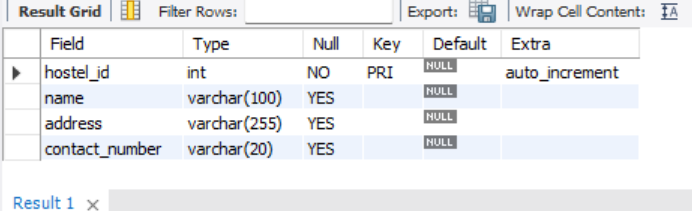 Result Grid Filter Rows: Export: Wrap Cell Content: IA
Field Type Null Key Default Extra
hostel_id int NO PRI NULL auto_increment
name varchar(100) YES NULL
address varchar(255) YES NULL
contact_number varchar(20) YES NULL
Result 1 ×